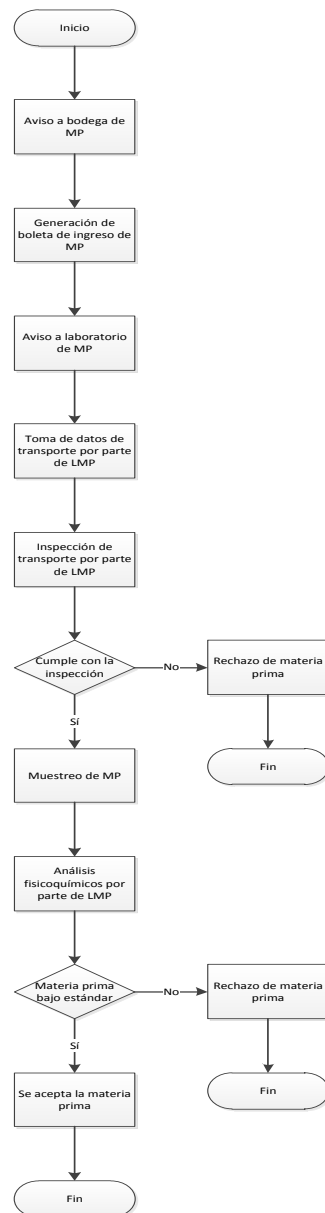 Inicio
Aviso a bodega de
MP
Generación de
boleta de ingreso de
MP
Aviso a laboratorio
de MP
Toma de datos de
transporte por parte
de LMP
Inspección de
transporte por parte
de LMP
Cumple con la
inspección
No
Rechazo de materia
prima
Fin
Sí
Muestreo de MP
Análisis
fisicoquímicos por
parte de LMP
Materia prima
bajo estándar
No
Rechazo de materia
prima
Fin
Sí
Se acepta la materia
prima
Fin